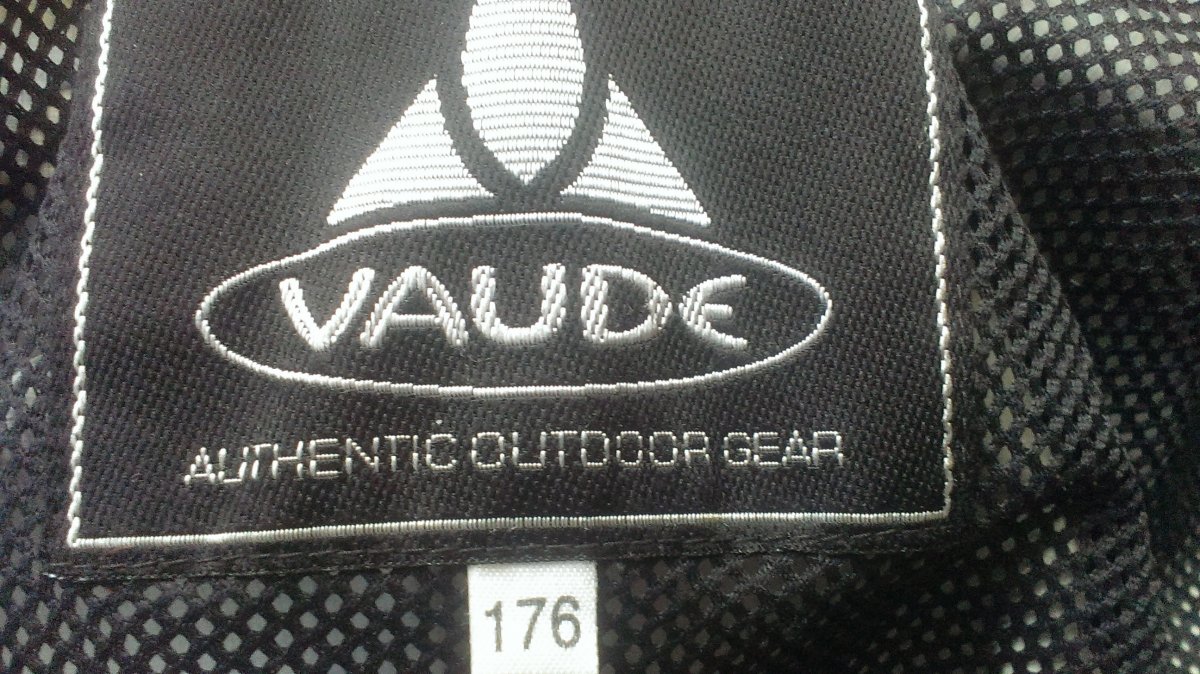 VAUDE
AUTHENTIC OUTDOOR GEAR
176